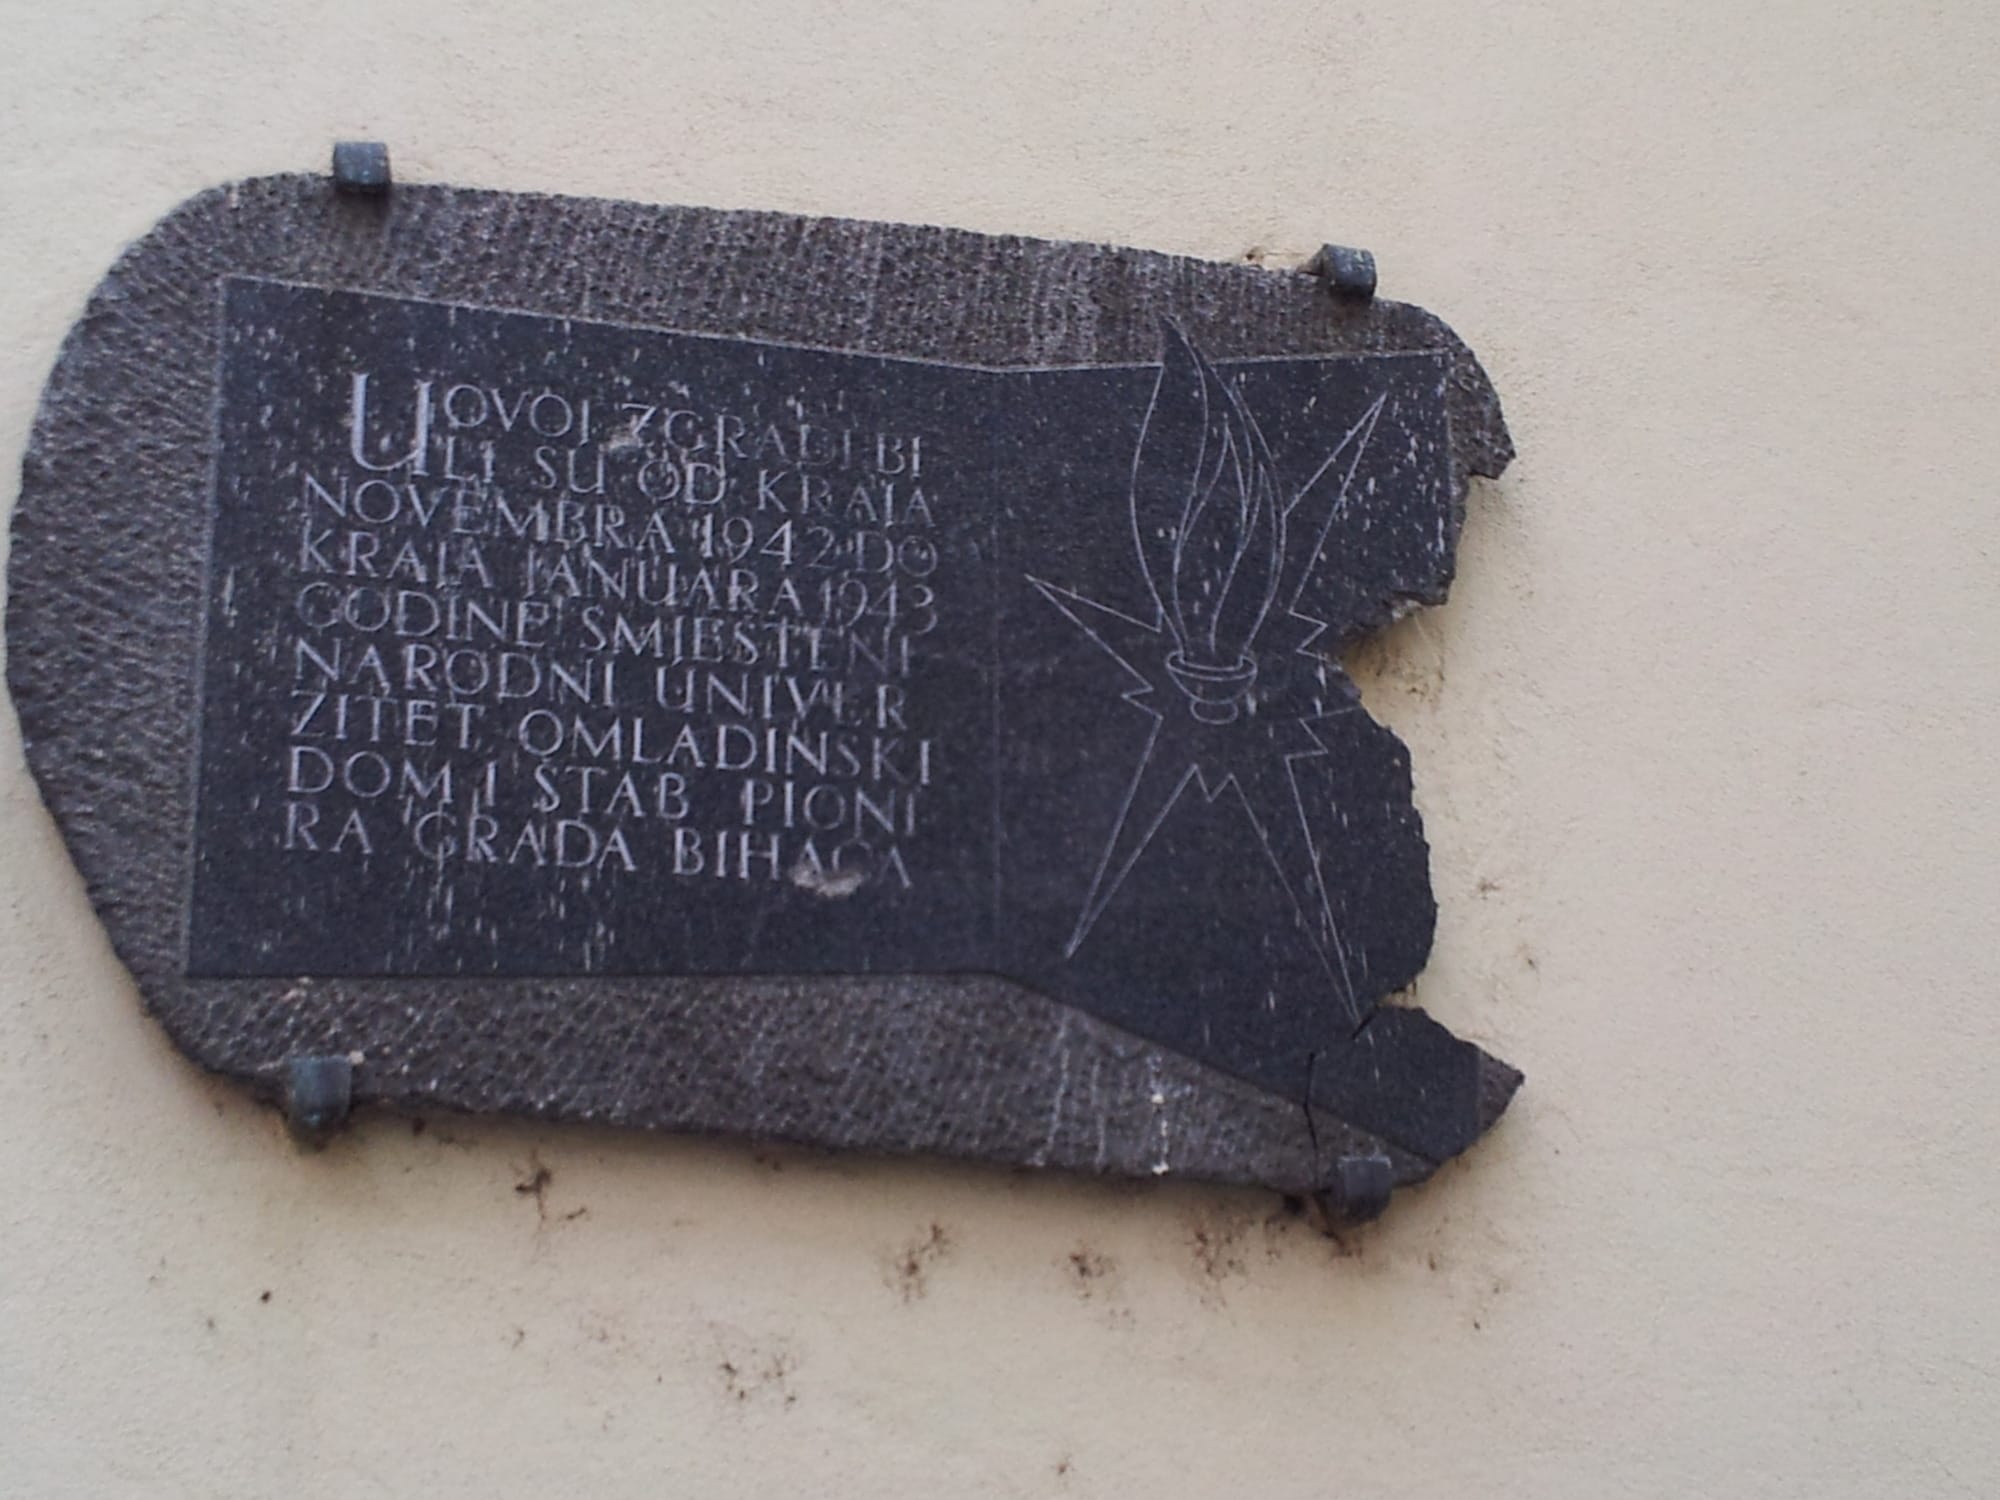 U OVOJ ZGRADI BI
LI SU OD KRAJA
NOVEMBRA 1942 DO
KRAJA JANUARA 1943
GODINE SMJEŠTENI
NARODNI UNIVER
ZITET, OMLADINSKI
DOM I ŠTAB PIONI
RA GRADA BIHAĆA